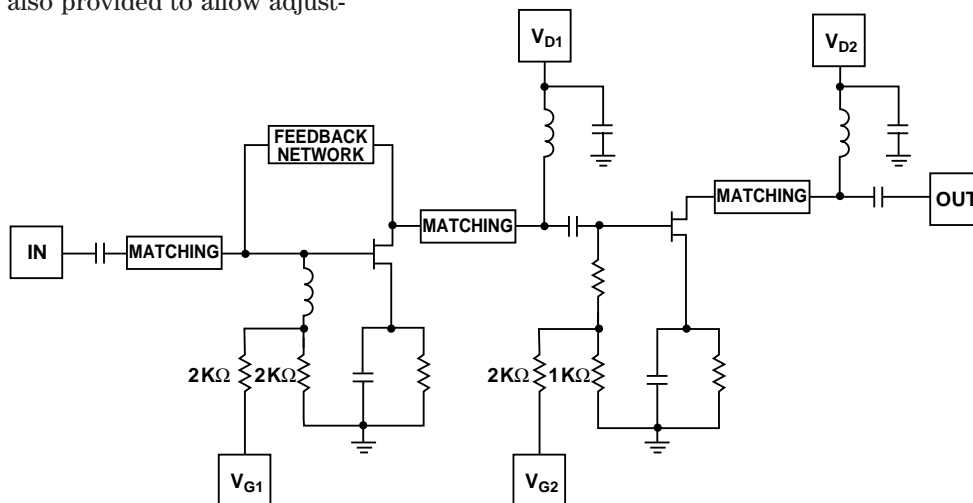 also provided to allow adjust-
V_D1
V_D2
FEEDBACK
NETWORK
IN
MATCHING
MATCHING
MATCHING
OUT
2KΩ
2KΩ
2KΩ
1KΩ
V_G1
V_G2